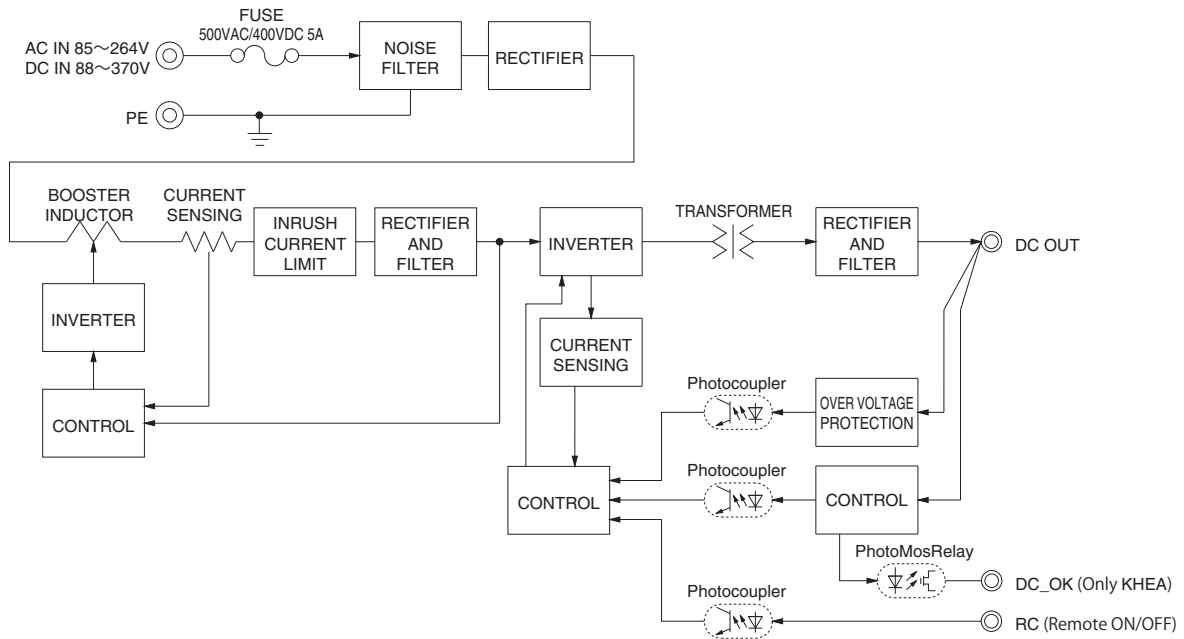 FUSE
500VAC/400VDC 5A
AC IN 85～264V
DC IN 88～370V
NOISE
FILTER
RECTIFIER
PE
BOOSTER
INDUCTOR
CURRENT
SENSING
INRUSH
CURRENT
LIMIT
RECTIFIER
AND
FILTER
INVERTER
TRANSFORMER
RECTIFIER
AND
FILTER
DC OUT
INVERTER
CURRENT
SENSING
CONTROL
Photocoupler
OVER VOLTAGE
PROTECTION
CONTROL
Photocoupler
CONTROL
PhotoMosRelay
DC_OK (Only KHEA)
Photocoupler
RC (Remote ON/OFF)